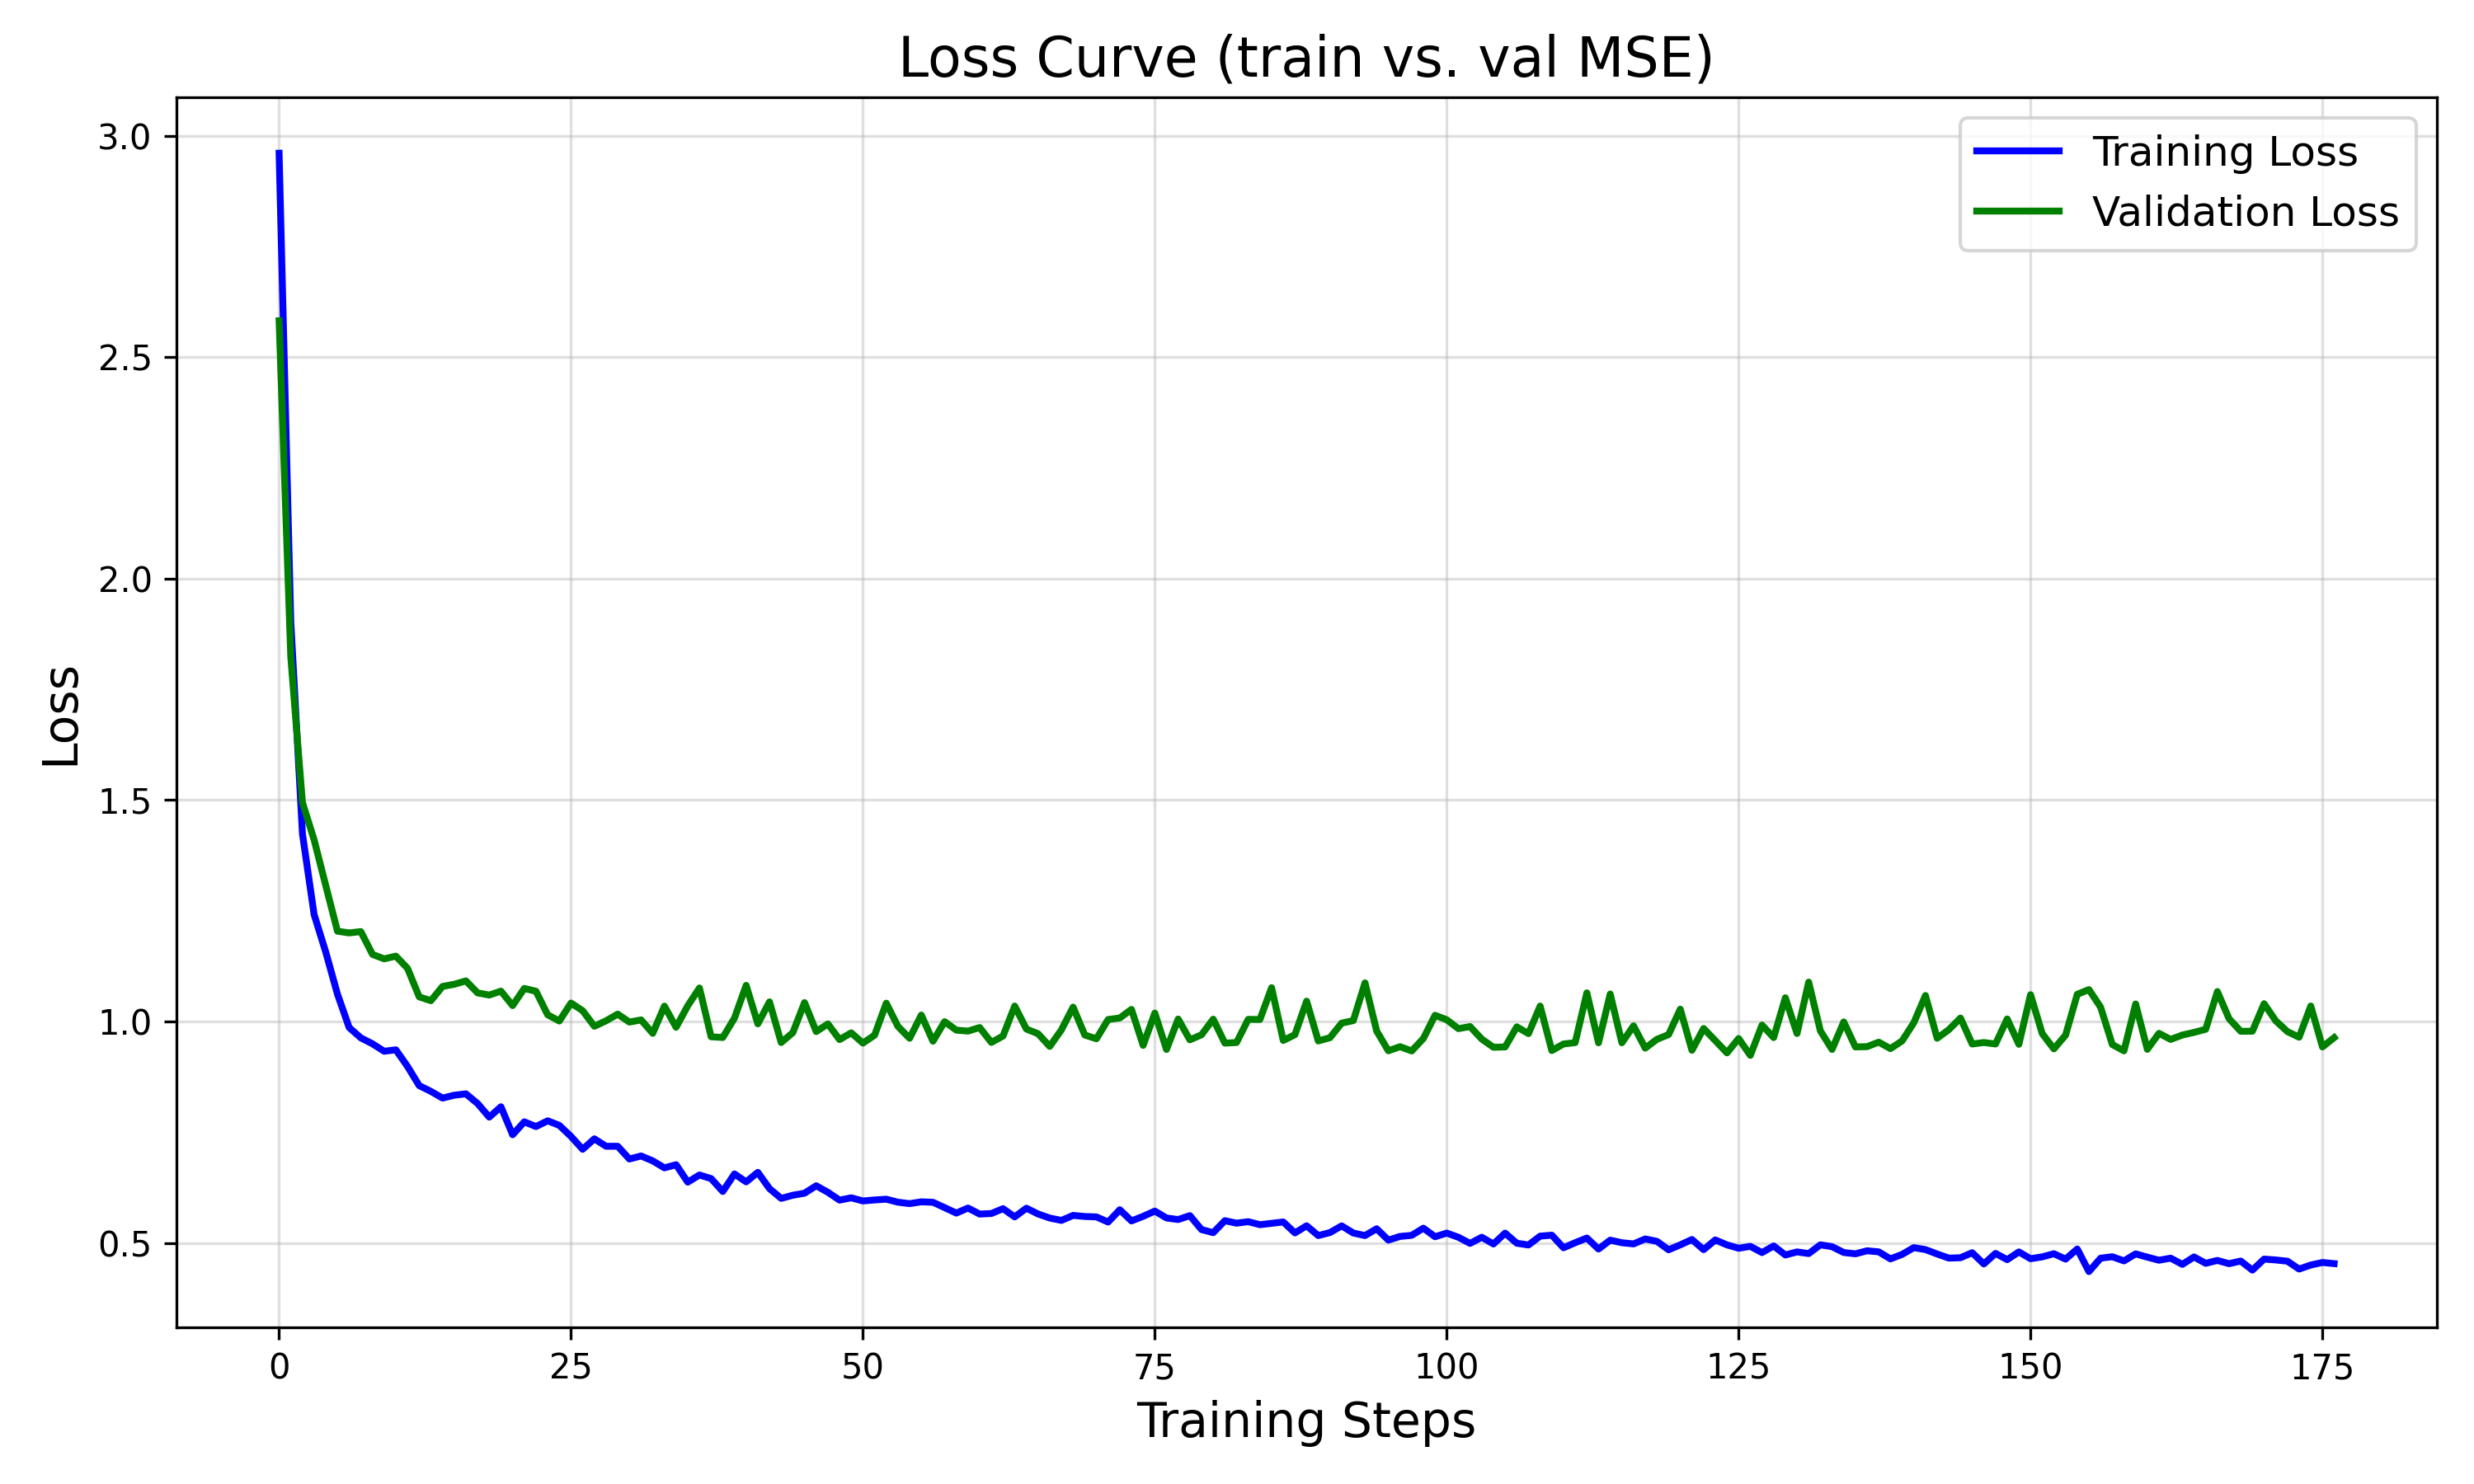 Loss Curve (train vs. val MSE)
Training Loss
Validation Loss
3.0
2.5
2.0
1.5
1.0
0.5
Loss
0 25 50 75 100 125 150 175
Training Steps